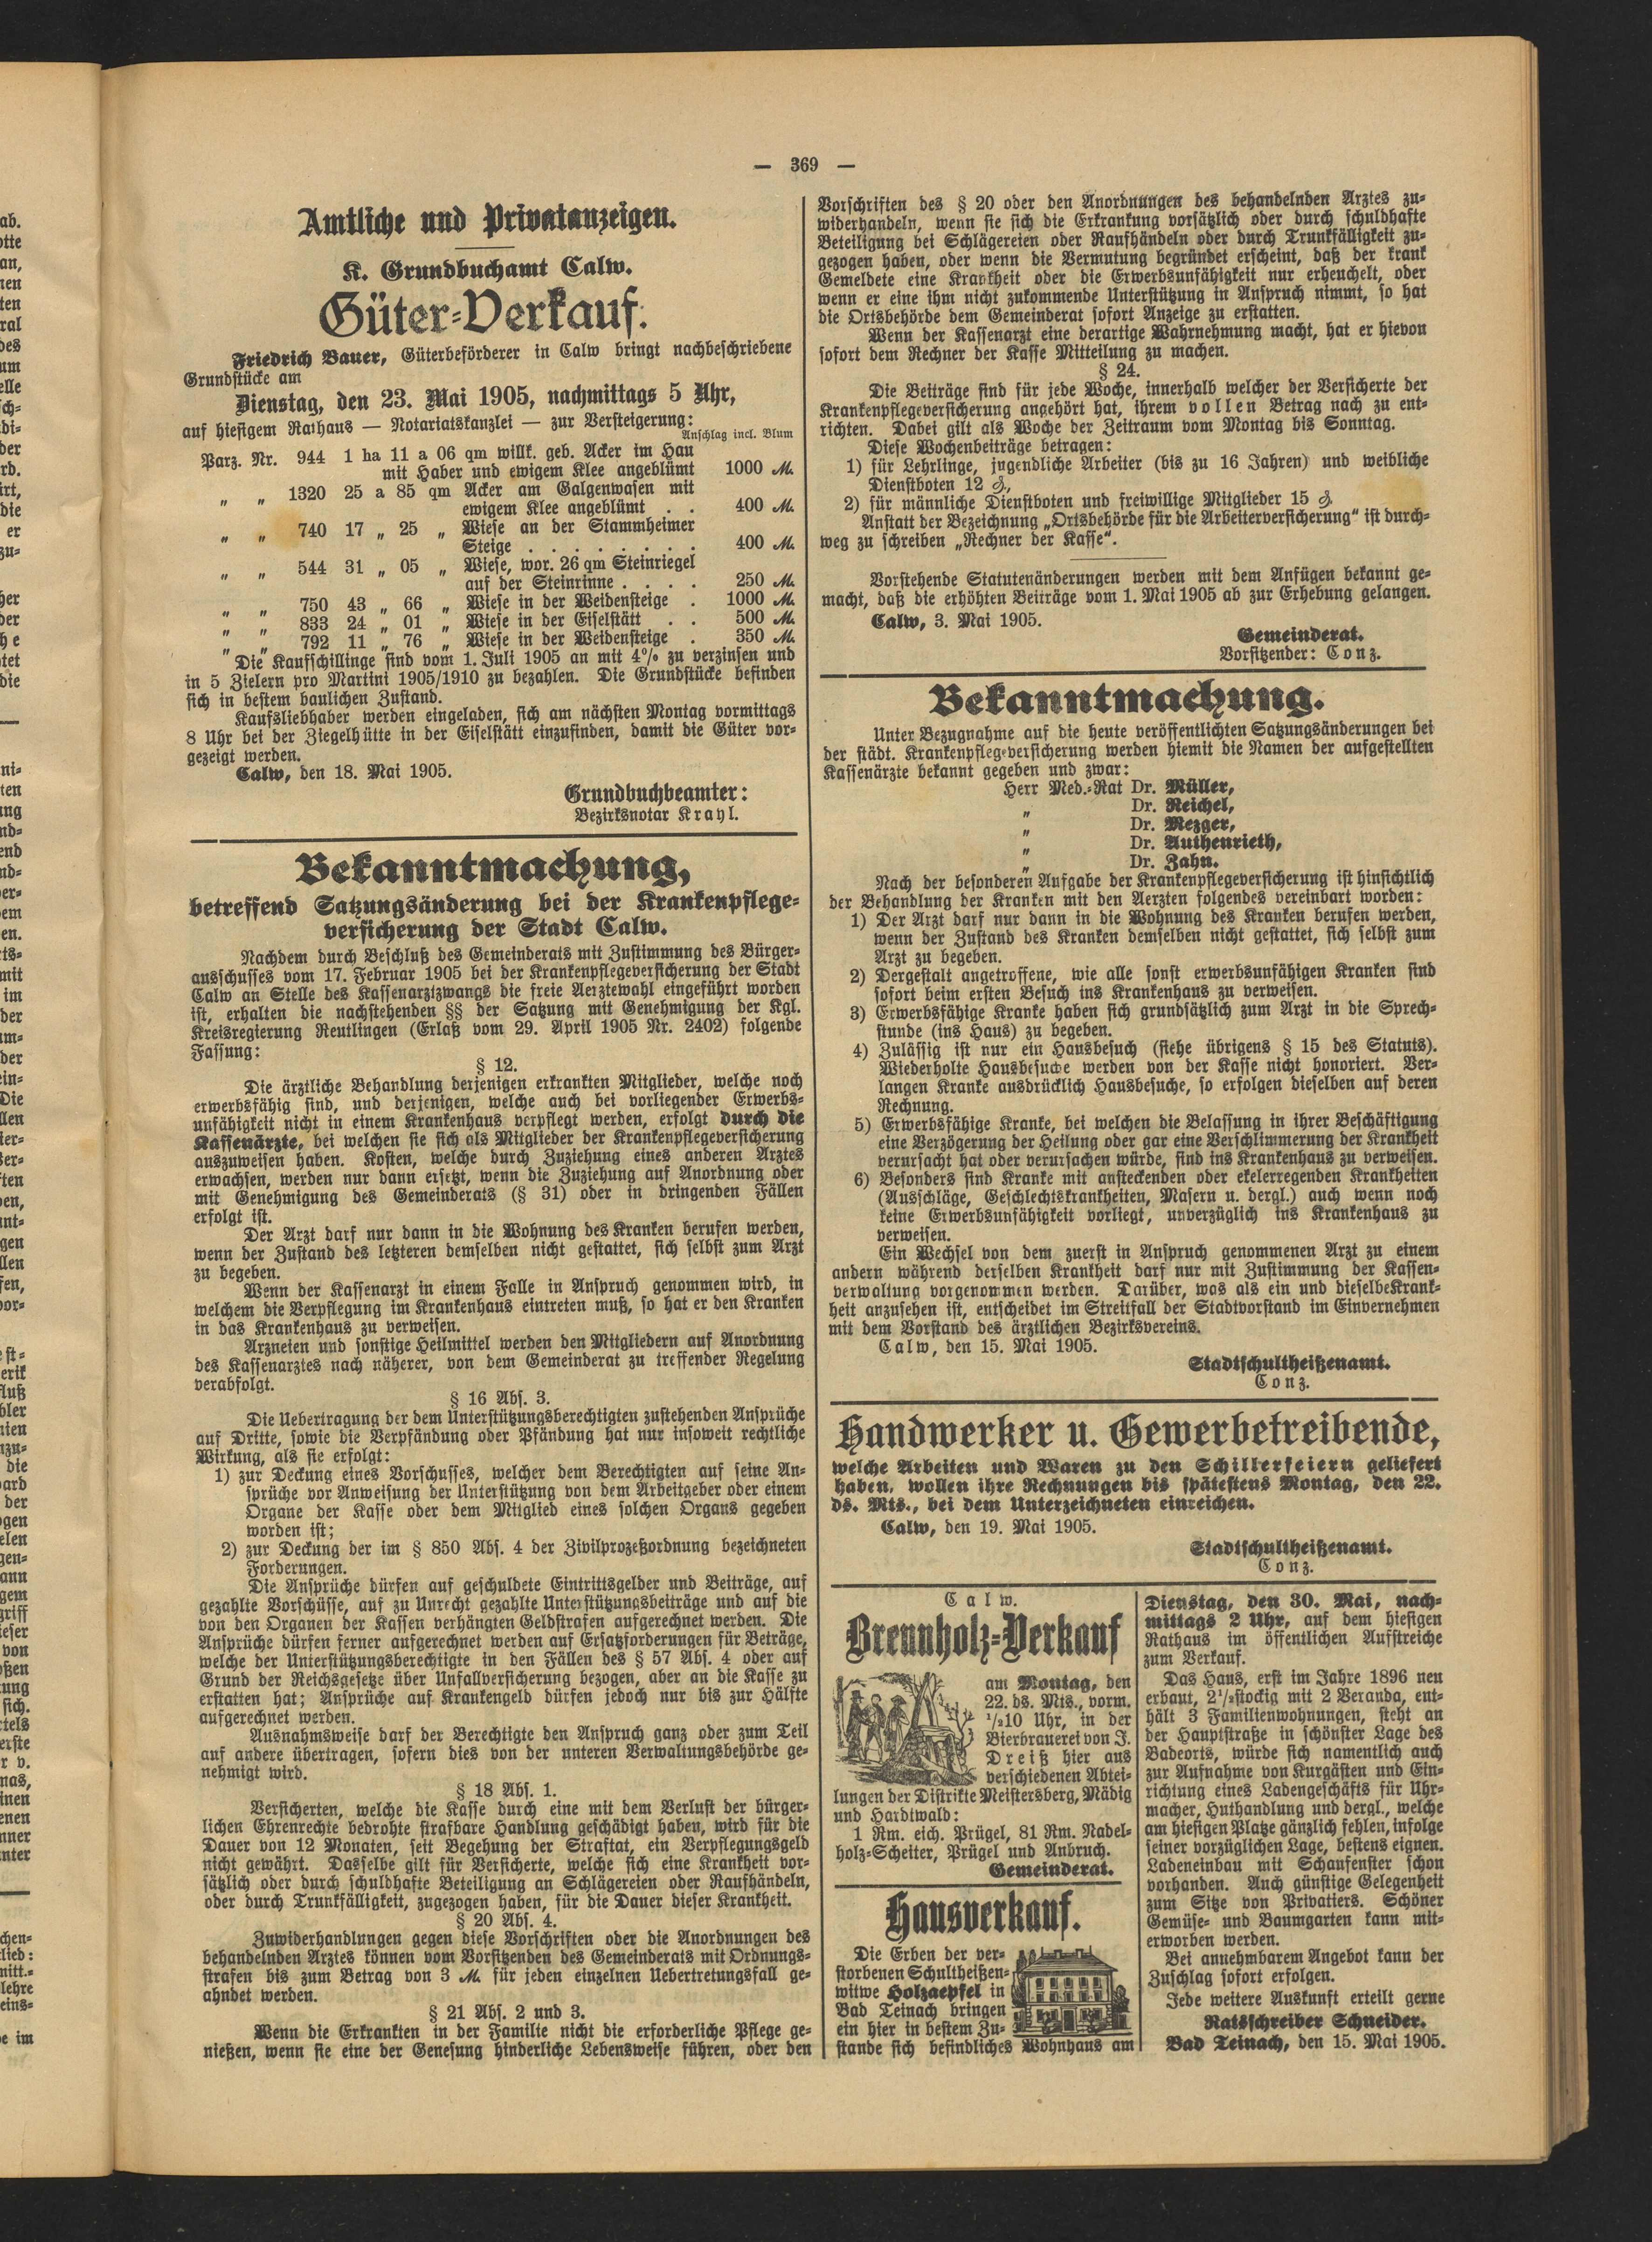 — 369 —
Amtliche und Privatanzeigen.
K. Grundbuchamt Calw.
Güter-Verkauf.
Friedrich Bauer, Güterbeförderer in Calw bringt nachbeschriebene
Grundstücke am
Dienstag, den 23. Mai 1905, nachmittags 5 Uhr,
auf hiesigem Rathaus — Notariatskanzlei — zur Versteigerung:
Anschlag incl. Blum
Parz. Nr. 944 1 ha 11 a 06 qm willk. geb. Acker im Hau
mit Haber und ewigem Klee angeblümt 1000 M.
„ „ 1320 25 a 85 qm Acker am Galgenwasen mit
ewigem Klee angeblümt . . 400 M.
„ „ 740 17 „ 25 „ Wiese an der Stammheimer
Steige . . . . . . . . 400 M.
„ „ 544 31 „ 05 „ Wiese, wor. 26 qm Steinriegel
auf der Steinrinne . . . . 250 M.
„ „ 750 43 „ 66 „ Wiese in der Weidensteige . 1000 M.
„ „ 833 24 „ 01 „ Wiese in der Eiselstätt . . 500 M.
„ „ 792 11 „ 76 „ Wiese in der Weidensteige . 350 M.
Die Kaufschillinge sind vom 1. Juli 1905 an mit 4% zu verzinsen und
in 5 Zielern pro Martini 1905/1910 zu bezahlen. Die Grundstücke befinden
sich in bestem baulichen Zustand.
Kaufsliebhaber werden eingeladen, sich am nächsten Montag vormittags
8 Uhr bei der Ziegelhütte in der Eiselstätt einzufinden, damit die Güter vor-
gezeigt werden.
Calw, den 18. Mai 1905.
Grundbuchbeamter:
Bezirksnotar Krayl.
Bekanntmachung,
betreffend Satzungsänderung bei der Krankenpflege-
versicherung der Stadt Calw.
Nachdem durch Beschluß des Gemeinderats mit Zustimmung des Bürger-
ausschusses vom 17. Februar 1905 bei der Krankenpflegeversicherung der Stadt
Calw an Stelle des Kassenarztzwangs die freie Aerztewahl eingeführt worden
ist, erhalten die nachstehenden §§ der Satzung mit Genehmigung der Kgl.
Kreisregierung Reutlingen (Erlaß vom 29. April 1905 Nr. 2402) folgende
Fassung:
§ 12.
Die ärztliche Behandlung derjenigen erkrankten Mitglieder, welche noch
erwerbsfähig sind, und derjenigen, welche auch bei vorliegender Erwerbs-
unfähigkeit nicht in einem Krankenhaus verpflegt werden, erfolgt durch die
Kassenärzte, bei welchen sie sich als Mitglieder der Krankenpflegeversicherung
auszuweisen haben. Kosten, welche durch Zuziehung eines anderen Arztes
erwachsen, werden nur dann ersetzt, wenn die Zuziehung auf Anordnung oder
mit Genehmigung des Gemeinderats (§ 31) oder in dringenden Fällen
erfolgt ist.
Der Arzt darf nur dann in die Wohnung des Kranken berufen werden,
wenn der Zustand des letzteren demselben nicht gestattet, sich selbst zum Arzt
zu begeben.
Wenn der Kassenarzt in einem Falle in Anspruch genommen wird, in
welchem die Verpflegung im Krankenhaus eintreten muß, so hat er den Kranken
in das Krankenhaus zu verweisen.
Arzneien und sonstige Heilmittel werden den Mitgliedern auf Anordnung
des Kassenarztes nach näherer, von dem Gemeinderat zu treffender Regelung
verabfolgt.
§ 16 Abs. 3.
Die Uebertragung der dem Unterstützungsberechtigten zustehenden Ansprüche
auf Dritte, sowie die Verpfändung oder Pfändung hat nur insoweit rechtliche
Wirkung, als sie erfolgt:
1) zur Deckung eines Vorschusses, welcher dem Berechtigten auf seine An-
sprüche vor Anweisung der Unterstützung von dem Arbeitgeber oder einem
Organe der Kasse oder dem Mitglied eines solchen Organs gegeben
worden ist;
2) zur Deckung der im § 850 Abs. 4 der Zivilprozeßordnung bezeichneten
Forderungen.
Die Ansprüche dürfen auf geschuldete Eintrittsgelder und Beiträge, auf
gezahlte Vorschüsse, auf zu Unrecht gezahlte Unterstützungsbeiträge und auf die
von den Organen der Kassen verhängten Geldstrafen aufgerechnet werden. Die
Ansprüche dürfen ferner aufgerechnet werden auf Ersatzforderungen für Beträge,
welche der Unterstützungsberechtigte in den Fällen des § 57 Abs. 4 oder auf
Grund der Reichsgesetze über Unfallversicherung bezogen, aber an die Kasse zu
erstatten hat; Ansprüche auf Krankengeld dürfen jedoch nur bis zur Hälfte
aufgerechnet werden.
Ausnahmsweise darf der Berechtigte den Anspruch ganz oder zum Teil
auf andere übertragen, sofern dies von der unteren Verwaltungsbehörde ge-
nehmigt wird.
§ 18 Abs. 1.
Versicherten, welche die Kasse durch eine mit dem Verlust der bürger-
lichen Ehrenrechte bedrohte strafbare Handlung geschädigt haben, wird für die
Dauer von 12 Monaten, seit Begehung der Straftat, ein Verpflegungsgeld
nicht gewährt. Dasselbe gilt für Versicherte, welche sich eine Krankheit vor-
sätzlich oder durch schuldhafte Beteiligung an Schlägereien oder Raufhändeln,
oder durch Trunkfälligkeit, zugezogen haben, für die Dauer dieser Krankheit.
§ 20 Abs. 4.
Zuwiderhandlungen gegen diese Vorschriften oder die Anordnungen des
behandelnden Arztes können vom Vorsitzenden des Gemeinderats mit Ordnungs-
strafen bis zum Betrag von 3 M. für jeden einzelnen Uebertretungsfall ge-
ahndet werden.
§ 21 Abs. 2 und 3.
Wenn die Erkrankten in der Familie nicht die erforderliche Pflege ge-
nießen, wenn sie eine der Genesung hinderliche Lebensweise führen, oder den
Vorschriften des § 20 oder den Anordnungen des behandelnden Arztes zu-
widerhandeln, wenn sie sich die Erkrankung vorsätzlich oder durch schuldhafte
Beteiligung bei Schlägereien oder Raufhändeln oder durch Trunkfälligkeit zu-
gezogen haben, oder wenn die Vermutung begründet erscheint, daß der krank
Gemeldete eine Krankheit oder die Erwerbsunfähigkeit nur erheuchelt, oder
wenn er eine ihm nicht zukommende Unterstützung in Anspruch nimmt, so hat
die Ortsbehörde dem Gemeinderat sofort Anzeige zu erstatten.
Wenn der Kassenarzt eine derartige Wahrnehmung macht, hat er hievon
sofort dem Rechner der Kasse Mitteilung zu machen.
§ 24.
Die Beiträge sind für jede Woche, innerhalb welcher der Versicherte der
Krankenpflegeversicherung angehört hat, ihrem vollen Betrag nach zu ent-
richten. Dabei gilt als Woche der Zeitraum vom Montag bis Sonntag.
Diese Wochenbeiträge betragen:
1) für Lehrlinge, jugendliche Arbeiter (bis zu 16 Jahren) und weibliche
Dienstboten 12 ₰,
2) für männliche Dienstboten und freiwillige Mitglieder 15 ₰.
Anstatt der Bezeichnung „Ortsbehörde für die Arbeiterversicherung“ ist durch-
weg zu schreiben „Rechner der Kasse“.
Vorstehende Statutenänderungen werden mit dem Anfügen bekannt ge-
macht, daß die erhöhten Beiträge vom 1. Mai 1905 ab zur Erhebung gelangen.
Calw, 3. Mai 1905.
Gemeinderat.
Vorsitzender: Conz.
Bekanntmachung.
Unter Bezugnahme auf die heute veröffentlichten Satzungsänderungen bei
der städt. Krankenpflegeversicherung werden hiemit die Namen der aufgestellten
Kassenärzte bekannt gegeben und zwar:
Herr Med.-Rat Dr. Müller,
„ Dr. Reichel,
„ Dr. Mezger,
„ Dr. Authenrieth,
„ Dr. Zahn.
Nach der besonderen Aufgabe der Krankenpflegeversicherung ist hinsichtlich
der Behandlung der Kranken mit den Aerzten folgendes vereinbart worden:
1) Der Arzt darf nur dann in die Wohnung des Kranken berufen werden,
wenn der Zustand des Kranken demselben nicht gestattet, sich selbst zum
Arzt zu begeben.
2) Dergestalt angetroffene, wie alle sonst erwerbsunfähigen Kranken sind
sofort beim ersten Besuch ins Krankenhaus zu verweisen.
3) Erwerbsfähige Kranke haben sich grundsätzlich zum Arzt in die Sprech-
stunde (ins Haus) zu begeben.
4) Zulässig ist nur ein Hausbesuch (siehe übrigens § 15 des Statuts).
Wiederholte Hausbesuche werden von der Kasse nicht honoriert. Ver-
langen Kranke ausdrücklich Hausbesuche, so erfolgen dieselben auf deren
Rechnung.
5) Erwerbsfähige Kranke, bei welchen die Belassung in ihrer Beschäftigung
eine Verzögerung der Heilung oder gar eine Verschlimmerung der Krankheit
verursacht hat oder verursachen würde, sind ins Krankenhaus zu verweisen.
6) Besonders sind Kranke mit ansteckenden oder ekelerregenden Krankheiten
(Ausschläge, Geschlechtskrankheiten, Masern u. dergl.) auch wenn noch
keine Erwerbsunfähigkeit vorliegt, unverzüglich ins Krankenhaus zu
verweisen.
Ein Wechsel von dem zuerst in Anspruch genommenen Arzt zu einem
andern während derselben Krankheit darf nur mit Zustimmung der Kassen-
verwaltung vorgenommen werden. Darüber, was als ein und dieselbe Krank-
heit anzusehen ist, entscheidet im Streitfall der Stadtvorstand im Einvernehmen
mit dem Vorstand des ärztlichen Bezirksvereins.
Calw, den 15. Mai 1905.
Stadtschultheißenamt.
Conz.
Handwerker u. Gewerbetreibende,
welche Arbeiten und Waren zu den Schillerfeiern geliefert
haben, wollen ihre Rechnungen bis spätestens Montag, den 22.
ds. Mts., bei dem Unterzeichneten einreichen.
Calw, den 19. Mai 1905.
Stadtschultheißenamt.
Conz.
Calw.
Brennholz-Verkauf
am Montag, den
22. ds. Mts., vorm.
½10 Uhr, in der
Bierbrauerei von J.
Dreiß hier aus
verschiedenen Abtei-
lungen der Distrikte Meistersberg, Mädig
und Hardtwald:
1 Rm. eich. Prügel, 81 Rm. Nadel-
holz-Scheiter, Prügel und Anbruch.
Gemeinderat.
Hausverkauf.
Die Erben der ver-
storbenen Schultheißen-
witwe Holzaepfel in
Bad Teinach bringen
ein hier in bestem Zu-
stande sich befindliches Wohnhaus am
Dienstag, den 30. Mai, nach-
mittags 2 Uhr, auf dem hiesigen
Rathaus im öffentlichen Aufstreiche
zum Verkauf.
Das Haus, erst im Jahre 1896 neu
erbaut, 2½stockig mit 2 Veranda, ent-
hält 3 Familienwohnungen, steht an
der Hauptstraße in schönster Lage des
Badeorts, würde sich namentlich auch
zur Aufnahme von Kurgästen und Ein-
richtung eines Ladengeschäfts für Uhr-
macher, Huthandlung und dergl., welche
am hiesigen Platze gänzlich fehlen, infolge
seiner vorzüglichen Lage, bestens eignen.
Ladeneinbau mit Schaufenster schon
vorhanden. Auch günstige Gelegenheit
zum Sitze von Privatiers. Schöner
Gemüse- und Baumgarten kann mit-
erworben werden.
Bei annehmbarem Angebot kann der
Zuschlag sofort erfolgen.
Jede weitere Auskunft erteilt gerne
Ratsschreiber Schneider.
Bad Teinach, den 15. Mai 1905.